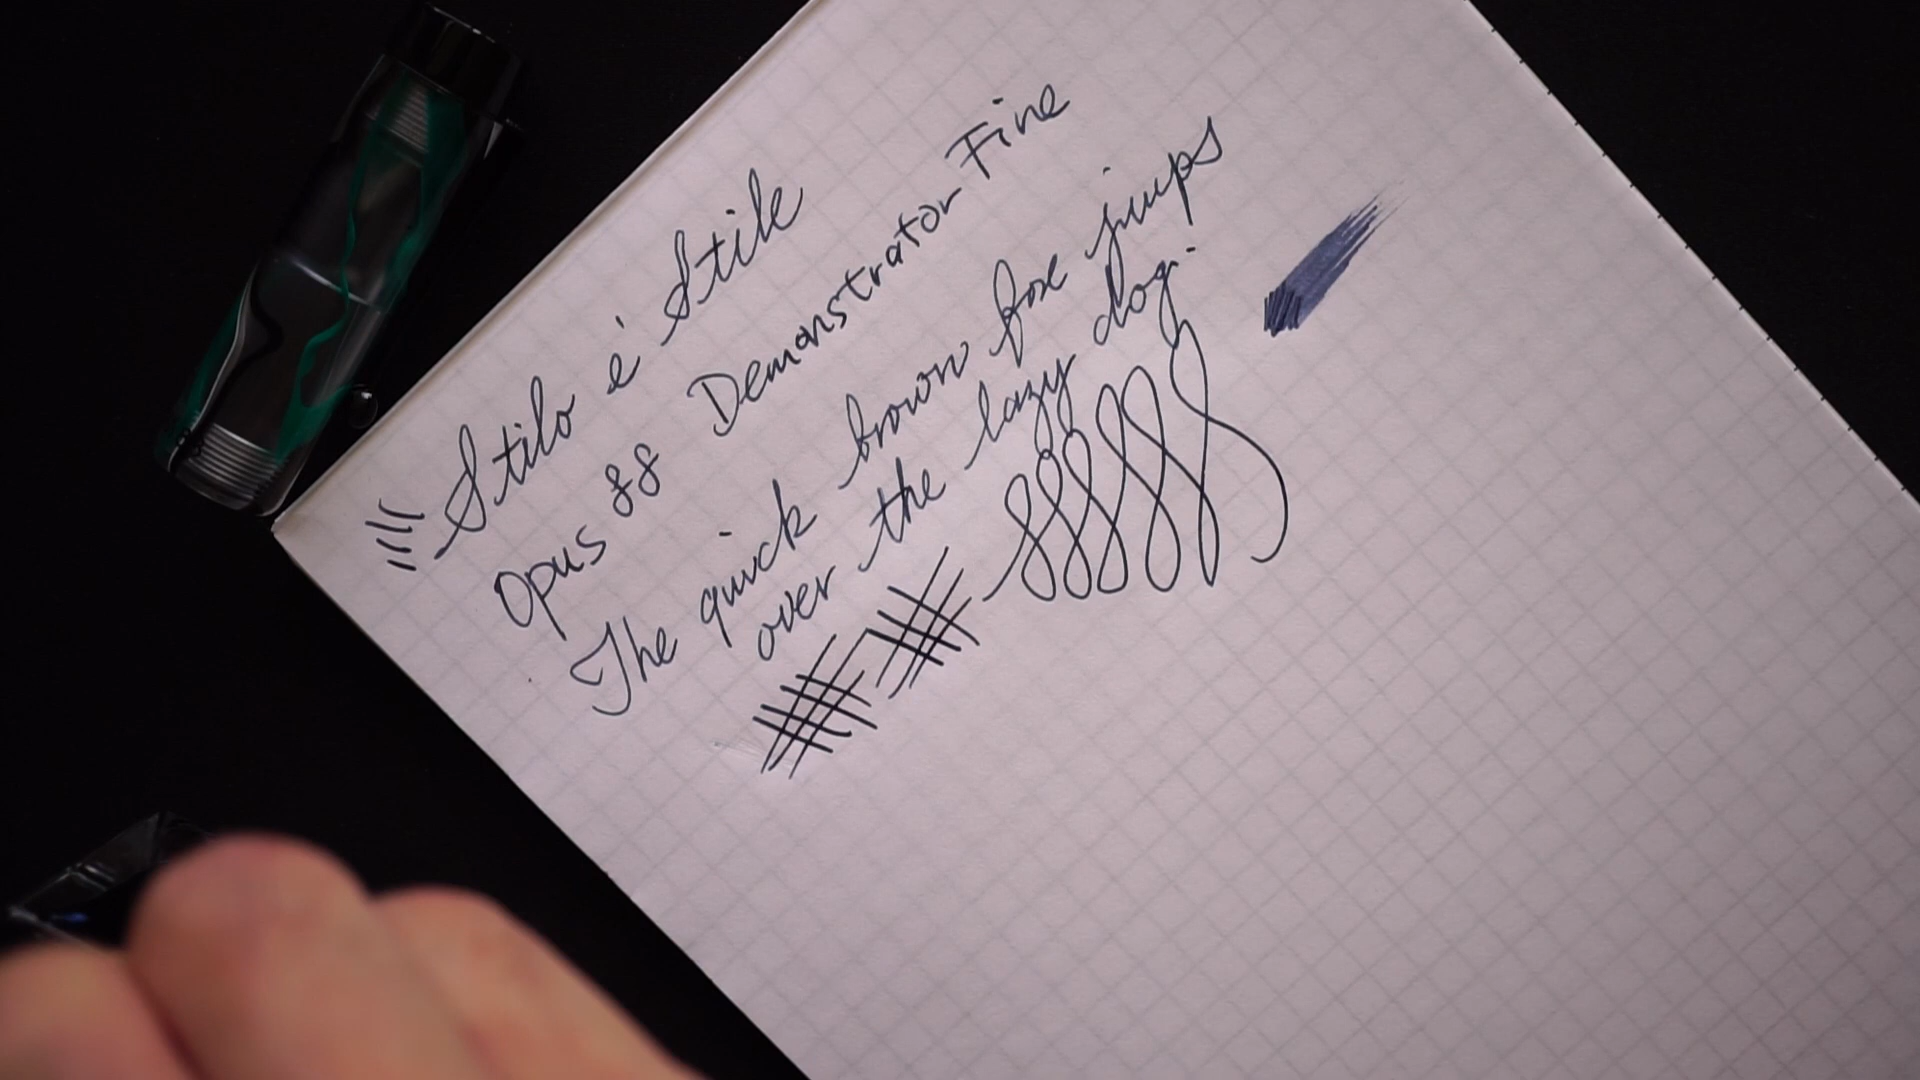 Stilo è Stile
Opus 88 Demonstrator Fine
The quick brown fox jumps
over the lazy dog.